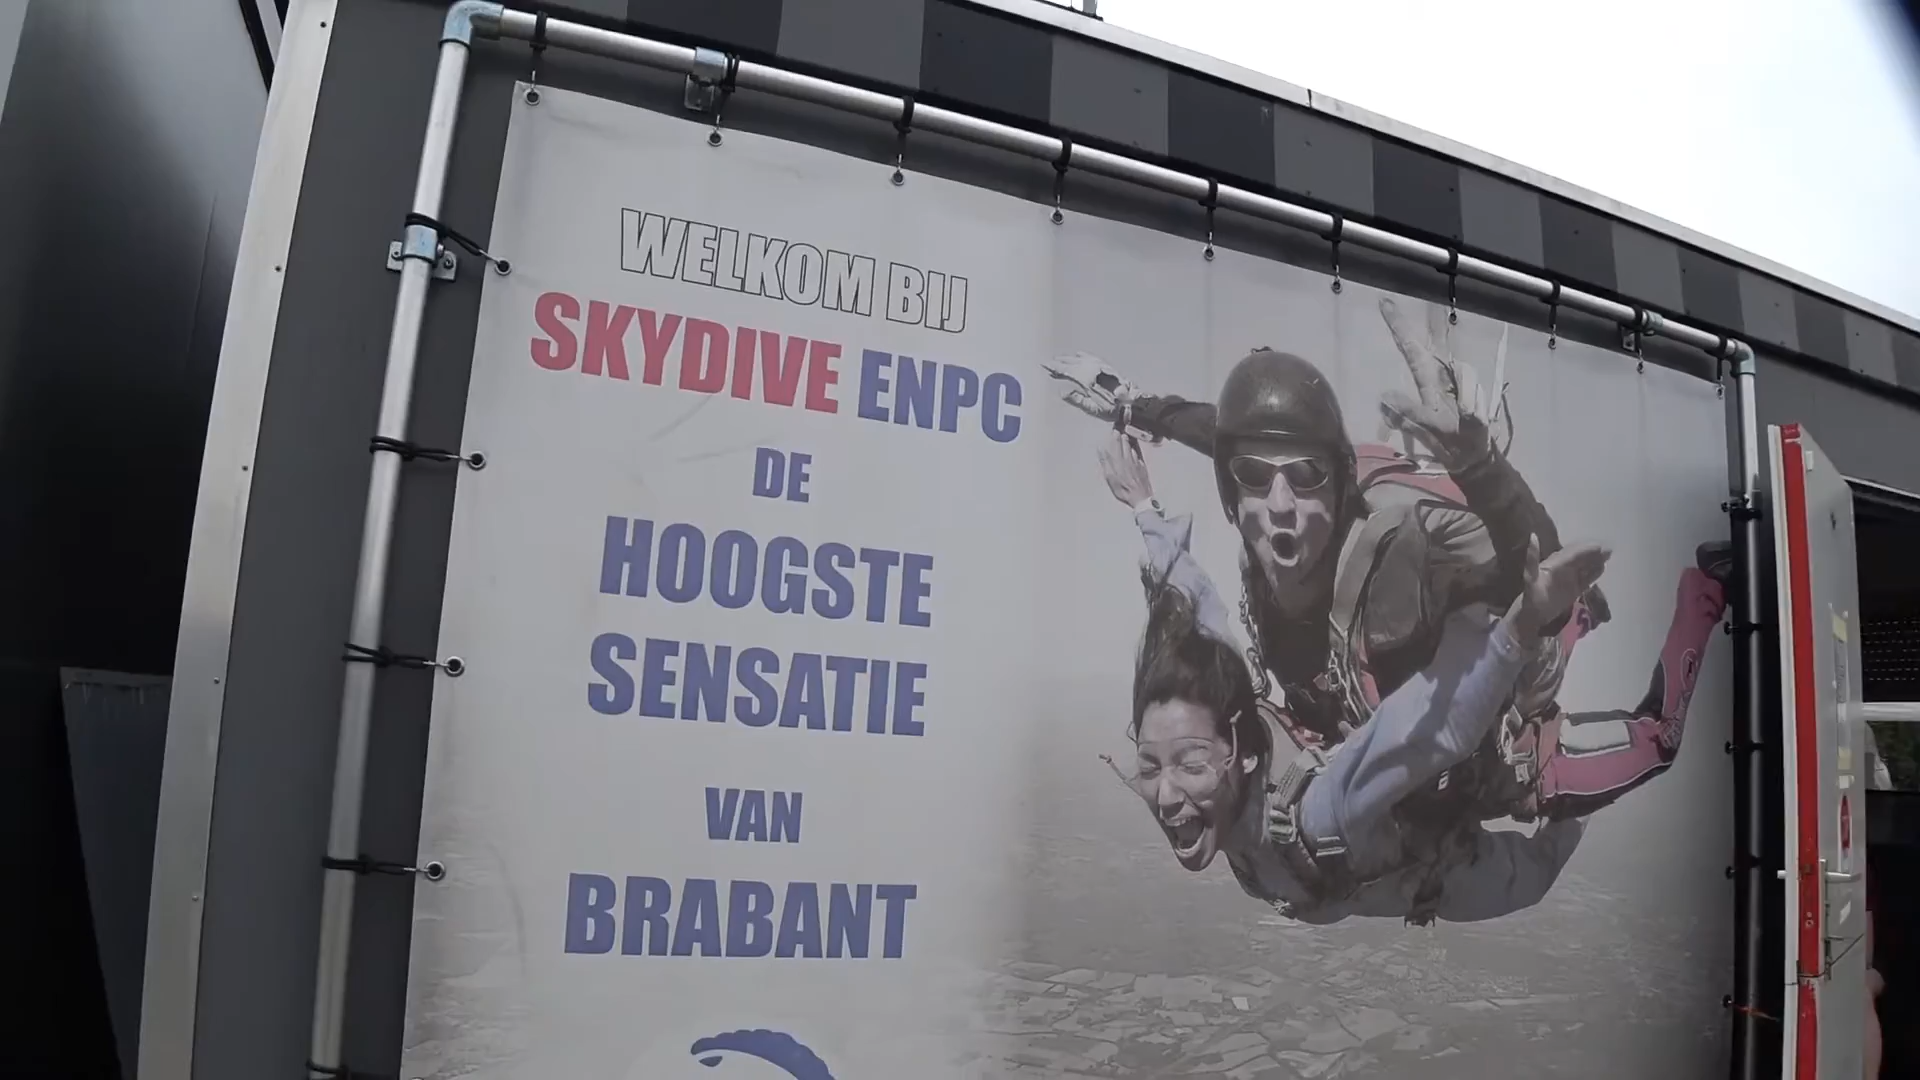 WELKOM BIJ
SKYDIVE ENPC
DE
HOOGSTE
SENSATIE
VAN
BRABANT